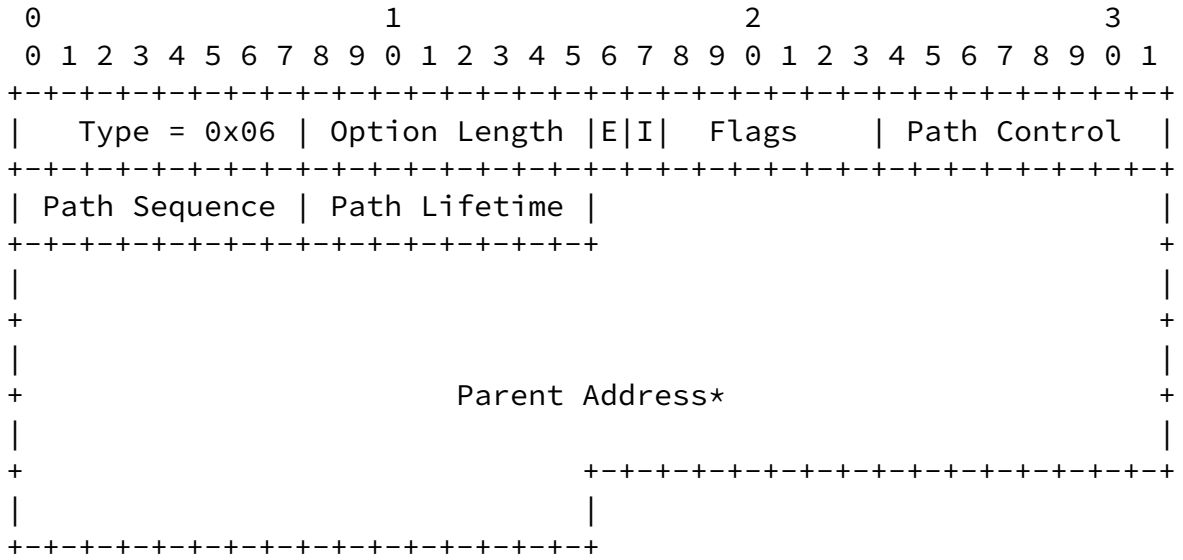 0                   1                   2                   3
 0 1 2 3 4 5 6 7 8 9 0 1 2 3 4 5 6 7 8 9 0 1 2 3 4 5 6 7 8 9 0 1
+-+-+-+-+-+-+-+-+-+-+-+-+-+-+-+-+-+-+-+-+-+-+-+-+-+-+-+-+-+-+-+-+
|   Type = 0x06 | Option Length |E|I|  Flags    | Path Control  |
+-+-+-+-+-+-+-+-+-+-+-+-+-+-+-+-+-+-+-+-+-+-+-+-+-+-+-+-+-+-+-+-+
| Path Sequence | Path Lifetime |                               |
+-+-+-+-+-+-+-+-+-+-+-+-+-+-+-+-+                               +
|                                                               |
+                                                               +
|                                                               |
+                        Parent Address*                        +
|                                                               |
+                               +-+-+-+-+-+-+-+-+-+-+-+-+-+-+-+-+
|                               |
+-+-+-+-+-+-+-+-+-+-+-+-+-+-+-+-+